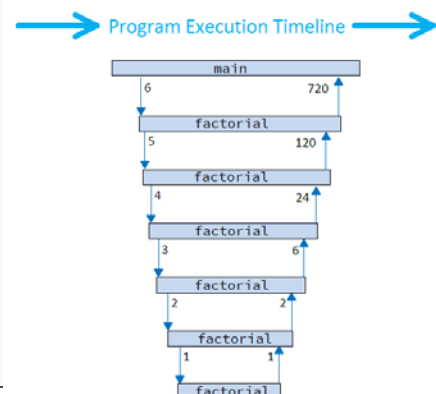 Program Execution Timeline
main
6 720
factorial
5 120
factorial
4 24
factorial
3 6
factorial
2 2
factorial
1 1
factorial